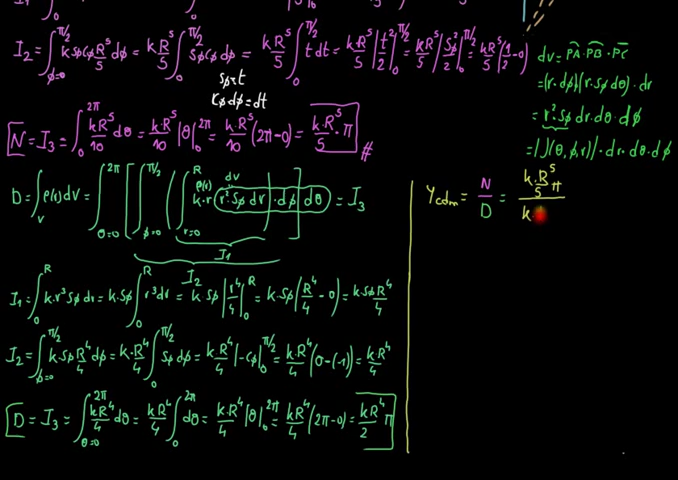 I₂ = ∫_{φ=0}^{π/2} k sφ cφ R⁵/5 dφ = kR⁵/5 ∫_0^{π/2} sφ cφ dφ = kR⁵/5 ∫_0^{π/2} t dt = kR⁵/5 |t²/2|_0^{π/2} = kR⁵/5 |sφ²/2|_0^{π/2} = kR⁵/5 (1/2 - 0)
sφ = t
cφ dφ = dt
N = I₃ = ∫_0^{2π} kR⁵/10 dθ = kR⁵/10 |θ|_0^{2π} = kR⁵/10 (2π - 0) = k·R⁵/5 · π #
dv = PA · PB · PC
= (r·dφ)(r·sφ dθ) · dr
= r²·sφ dr·dθ·dφ
= |J(θ,φ,r)| · dr·dθ·dφ
D = ∫_v ρ(r) dv = ∫_{θ=0}^{2π} [ ∫_{φ=0}^{π/2} ( ∫_{r=0}^{R} k·r r²·sφ dr ) · dφ ] dθ = I₃
ρ(r) dv
I₁
I₂
I₁ = ∫_0^R k·r³ sφ dr = k·sφ ∫_0^R r³ dr = k·sφ |r⁴/4|_0^R = k·sφ (R⁴/4 - 0) = k·sφ R⁴/4
I₂ = ∫_{φ=0}^{π/2} k·sφ R⁴/4 dφ = k·R⁴/4 ∫_0^{π/2} sφ dφ = kR⁴/4 |-cφ|_0^{π/2} = kR⁴/4 (0 - (-1)) = kR⁴/4
D = I₃ = ∫_{θ=0}^{2π} kR⁴/4 dθ = kR⁴/4 ∫_0^{2π} dθ = kR⁴/4 |θ|_0^{2π} = kR⁴/4 (2π - 0) = kR⁴/2 π
Y_cdm = N/D = k·R⁵/5 π / k·